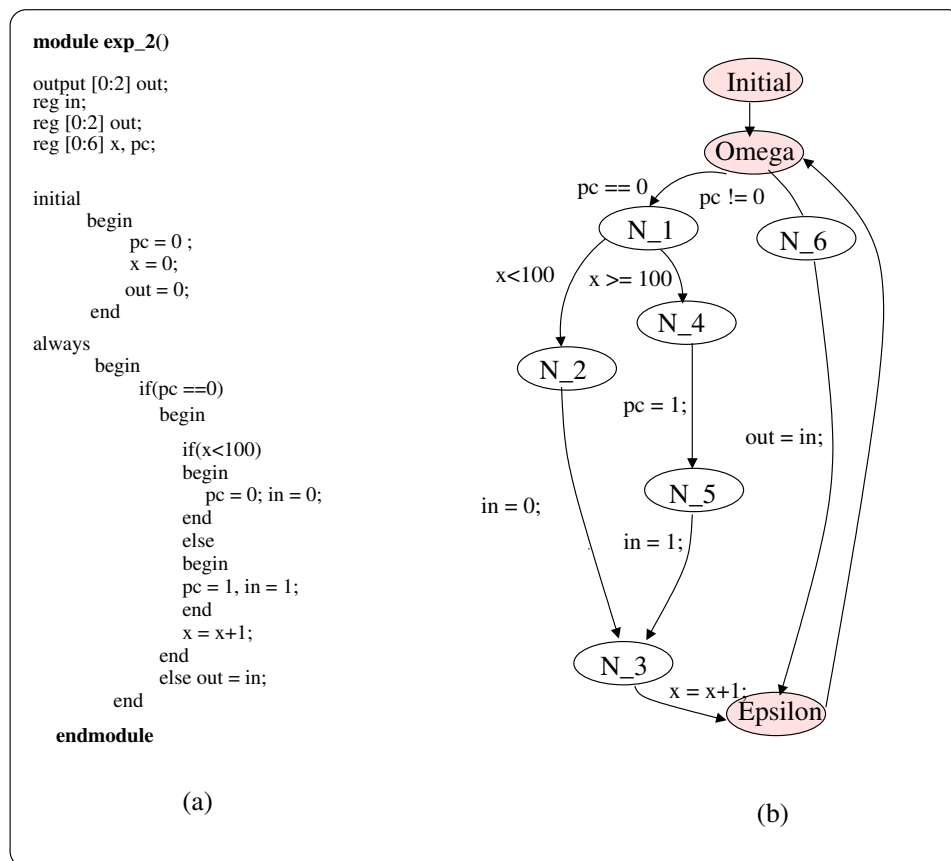 module exp_2()
output [0:2] out;
reg in;
reg [0:2] out;
reg [0:6] x, pc;
initial
begin
pc = 0 ;
x = 0;
out = 0;
end
always
begin
if(pc ==0)
begin
if(x<100)
begin
pc = 0; in = 0;
end
else
begin
pc = 1, in = 1;
end
x = x+1;
end
else out = in;
end
endmodule
(a)
Initial
Omega
pc == 0
pc != 0
N_1
N_6
x<100
x >= 100
N_4
N_2
pc = 1;
out = in;
N_5
in = 0;
in = 1;
N_3
x = x+1;
Epsilon
(b)